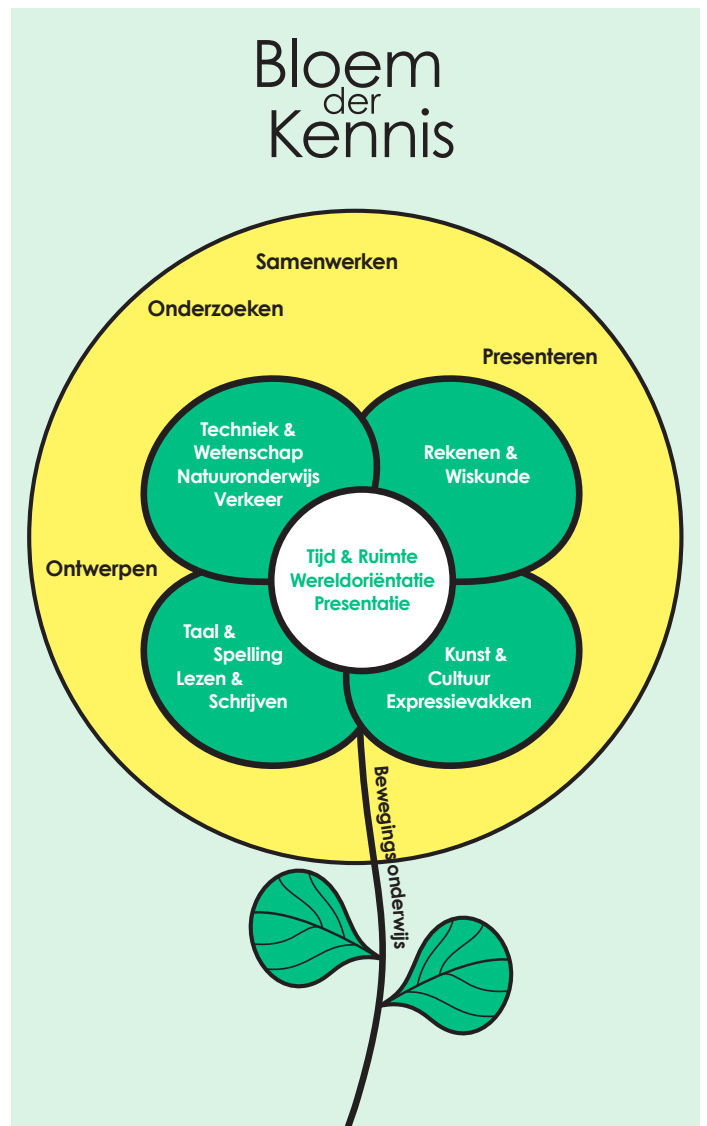 Bloem
der
Kennis
Samenwerken
Onderzoeken
Presenteren
Techniek &
Wetenschap
Natuuronderwijs
Verkeer
Rekenen &
Wiskunde
Tijd & Ruimte
Wereldoriëntatie
Presentatie
Ontwerpen
Taal &
Spelling
Lezen &
Schrijven
Kunst &
Cultuur
Expressievakken
Bewegingsonderwijs